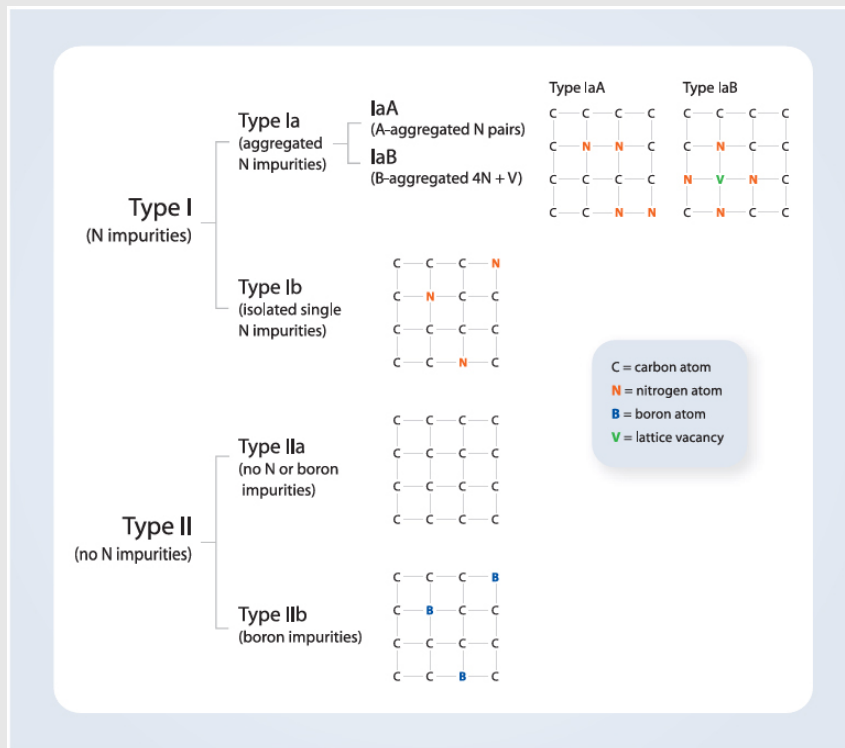 Type IaA
Type IaB
Type Ia
(aggregated
N impurities)
IaA
(A-aggregated N pairs)
IaB
(B-aggregated 4N + V)
C C C C
C N N C
C C C C
C C N N
C C C C
C N C C
N V N C
C N C C
Type I
(N impurities)
Type Ib
(isolated single
N impurities)
C C C N
C N C C
C C C C
C C N C
C = carbon atom
N = nitrogen atom
B = boron atom
V = lattice vacancy
Type II
(no N impurities)
Type IIa
(no N or boron
impurities)
C C C C
C C C C
C C C C
C C C C
Type IIb
(boron impurities)
C C C B
C B C C
C C C C
C C B C